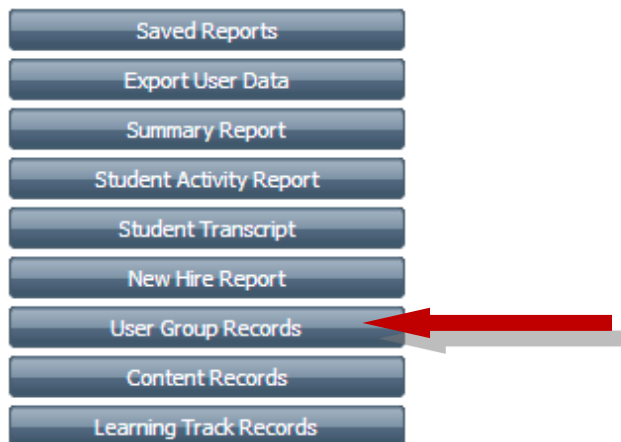 Saved Reports
Export User Data
Summary Report
Student Activity Report
Student Transcript
New Hire Report
User Group Records
Content Records
Learning Track Records